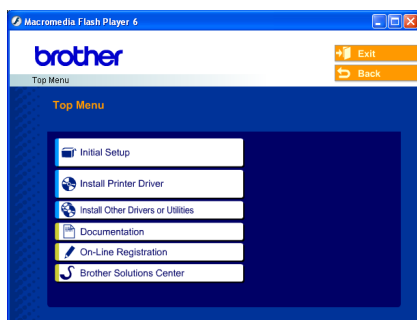 Macromedia Flash Player 6
brother
Exit
Back
Top Menu
Top Menu
Initial Setup
Install Printer Driver
Install Other Drivers or Utilities
Documentation
On-Line Registration
Brother Solutions Center